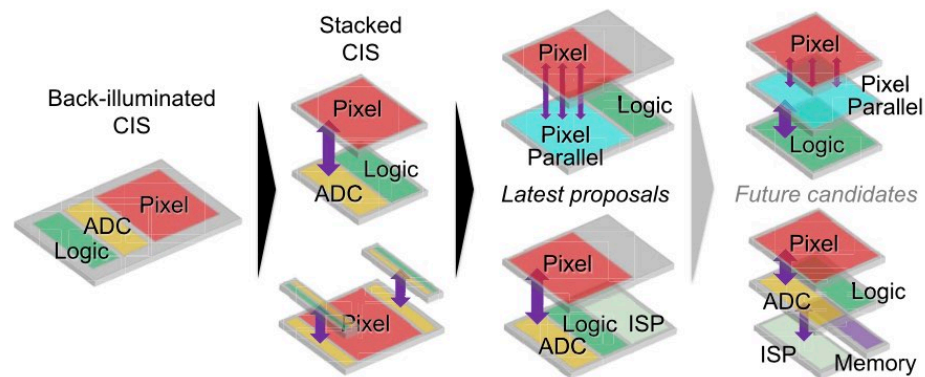 Back-illuminated
CIS
Pixel
ADC
Logic
Stacked
CIS
Pixel
Logic
ADC
Pixel
Pixel
Logic
Pixel
Parallel
Latest proposals
Pixel
Logic
ISP
ADC
Pixel
Pixel
Parallel
Logic
Future candidates
Pixel
ADC
Logic
ISP
Memory